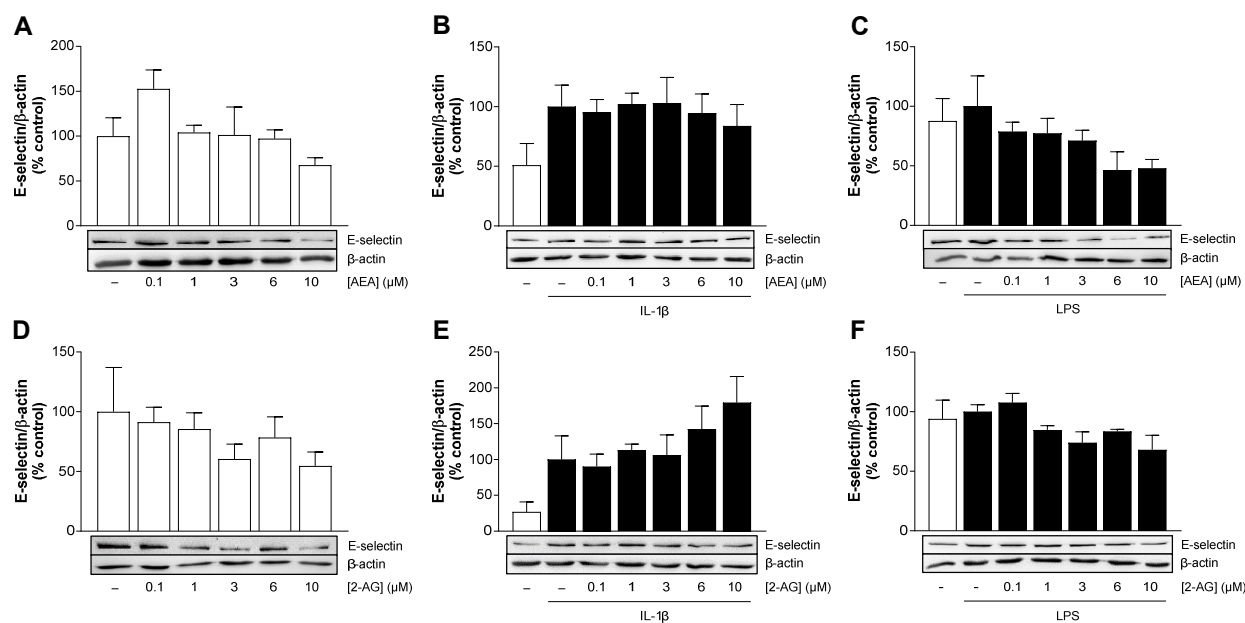 A
E-selectin/β-actin
(% control)
200
150
100
50
0
E-selectin
β-actin
– 0.1 1 3 6 10 [AEA] (μM)
B
E-selectin/β-actin
(% control)
150
100
50
0
E-selectin
β-actin
– – 0.1 1 3 6 10 [AEA] (μM)
IL-1β
C
E-selectin/β-actin
(% control)
150
100
50
0
E-selectin
β-actin
- - 0.1 1 3 6 10 [AEA] (μM)
LPS
D
E-selectin/β-actin
(% control)
150
100
50
0
E-selectin
β-actin
– 0.1 1 3 6 10 [2-AG] (μM)
E
E-selectin/β-actin
(% control)
250
200
150
100
50
0
E-selectin
β-actin
– – 0.1 1 3 6 10 [2-AG] (μM)
IL-1β
F
E-selectin/β-actin
(% control)
150
100
50
0
E-selectin
β-actin
- - 0.1 1 3 6 10 [2-AG] (μM)
LPS